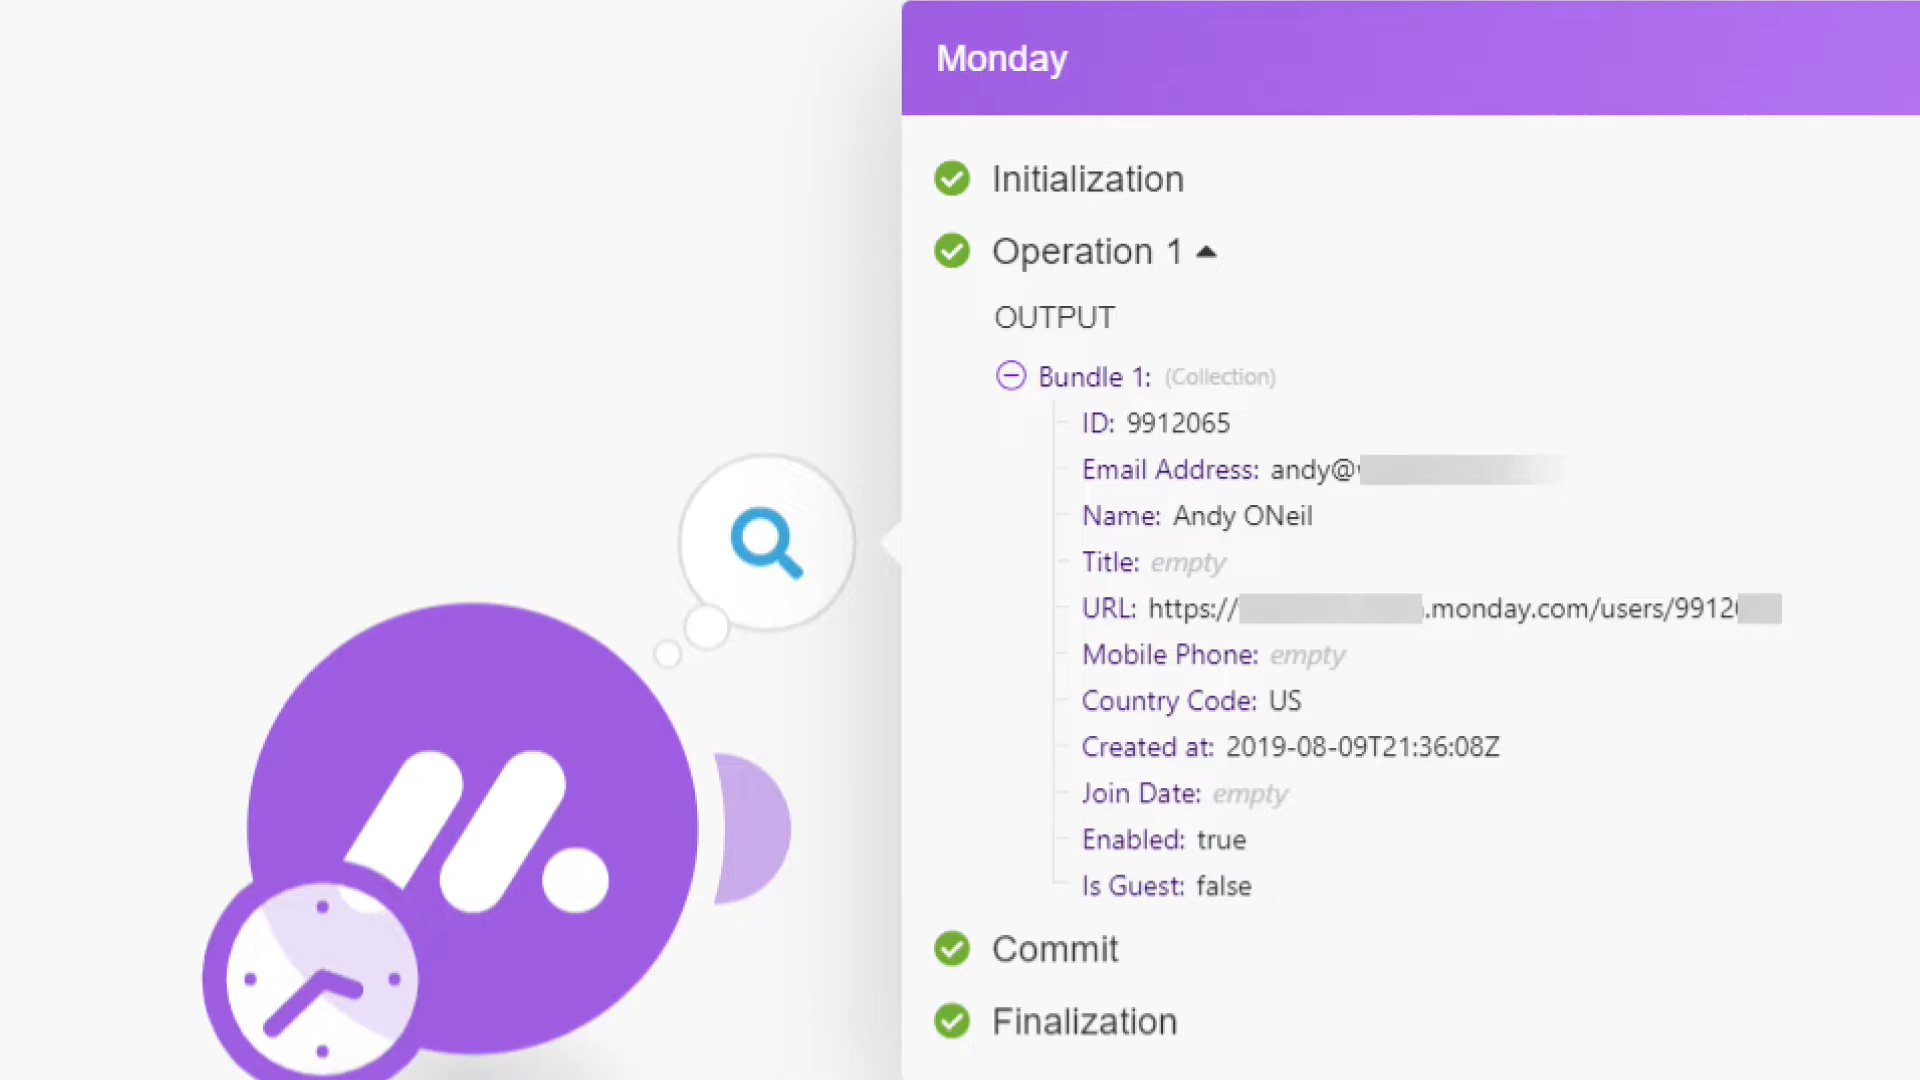 Monday
Initialization
Operation 1
OUTPUT
Bundle 1: (Collection)
ID: 9912065
Email Address: andy@
Name: Andy ONeil
Title: empty
URL: https:// .monday.com/users/9912
Mobile Phone: empty
Country Code: US
Created at: 2019-08-09T21:36:08Z
Join Date: empty
Enabled: true
Is Guest: false
Commit
Finalization